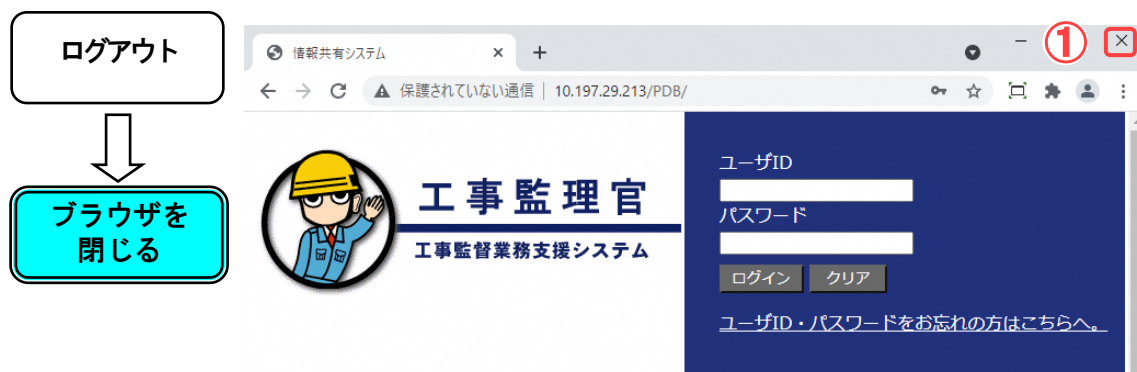 ログアウト
ブラウザを
閉じる
情報共有システム
①
保護されていない通信 | 10.197.29.213/PDB/
工事監理官
工事監督業務支援システム
ユーザID
パスワード
ログイン クリア
ユーザID・パスワードをお忘れの方はこちらへ。